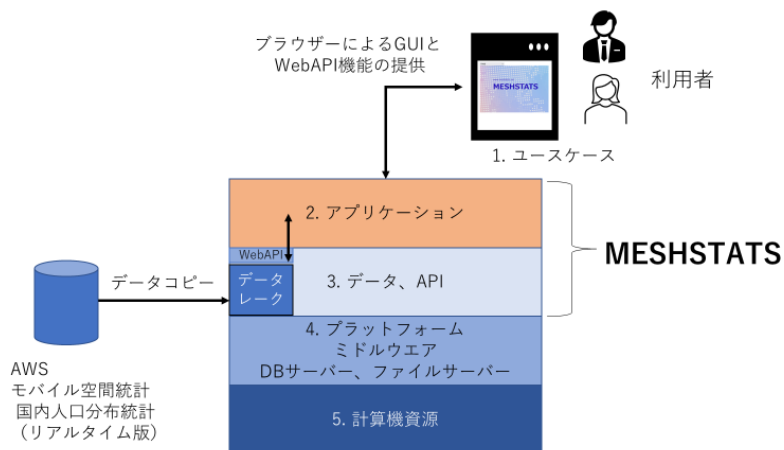 ブラウザーによるGUIと
WebAPI機能の提供
MESHSTATS
利用者
1. ユースケース
2. アプリケーション
WebAPI
データ
レーク
3. データ、API
MESHSTATS
データコピー
4. プラットフォーム
ミドルウエア
DBサーバー、ファイルサーバー
5. 計算機資源
AWS
モバイル空間統計
国内人口分布統計
（リアルタイム版）